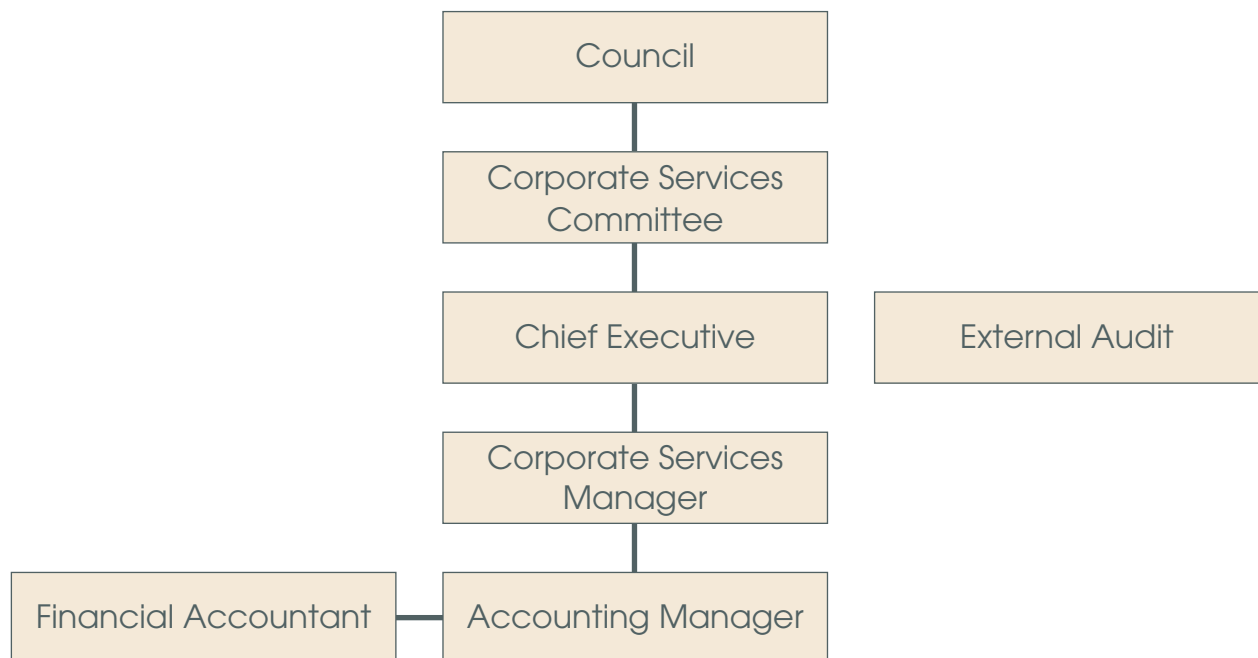 Council
Corporate Services
Committee
Chief Executive
External Audit
Corporate Services
Manager
Financial Accountant
Accounting Manager